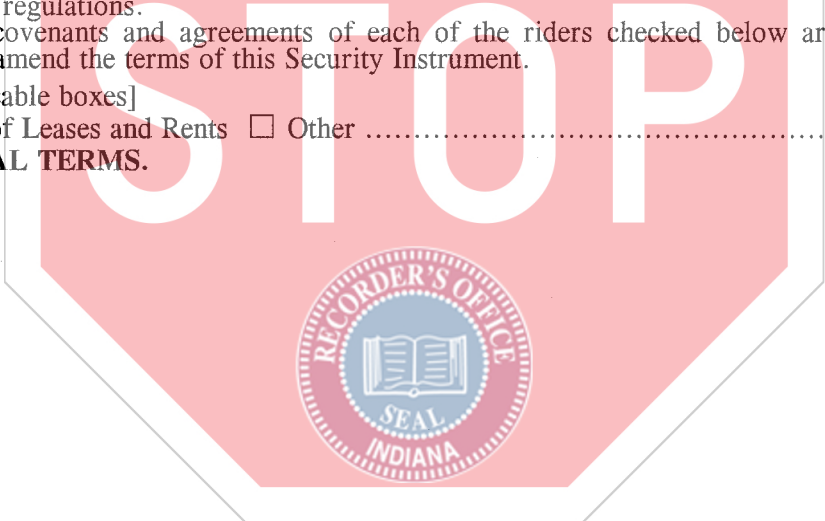 regulations.
covenants and agreements of each of the riders checked below ar
amend the terms of this Security Instrument.
able boxes]
of Leases and Rents ☐ Other ......................................................
AL TERMS.
STOP
RECORDER'S OFFICE
SEAL
INDIANA